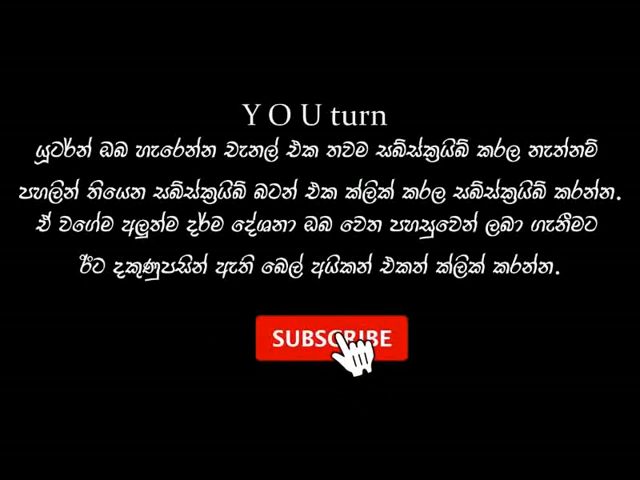 Y O U turn
යූටර්න් ඔබ හැරෙන්න චැනල් එක තවම සබ්ස්ක්‍රයිබ් කරල නැත්නම්
පහලින් තියෙන සබ්ස්ක්‍රයිබ් බටන් එක ක්ලික් කරල සබ්ස්ක්‍රයිබ් කරන්න.
ඒ වගේම අලුත්ම දර්ම දේශනා ඔබ වෙත පහසුවෙන් ලබා ගැනීමට
ඊට දකුණුපසින් ඇති බෙල් අයිකන් එකත් ක්ලික් කරන්න.
SUBSCRIBE